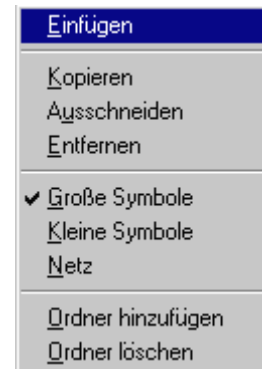 Einfügen
Kopieren
Ausschneiden
Entfernen
Große Symbole
Kleine Symbole
Netz
Ordner hinzufügen
Ordner löschen